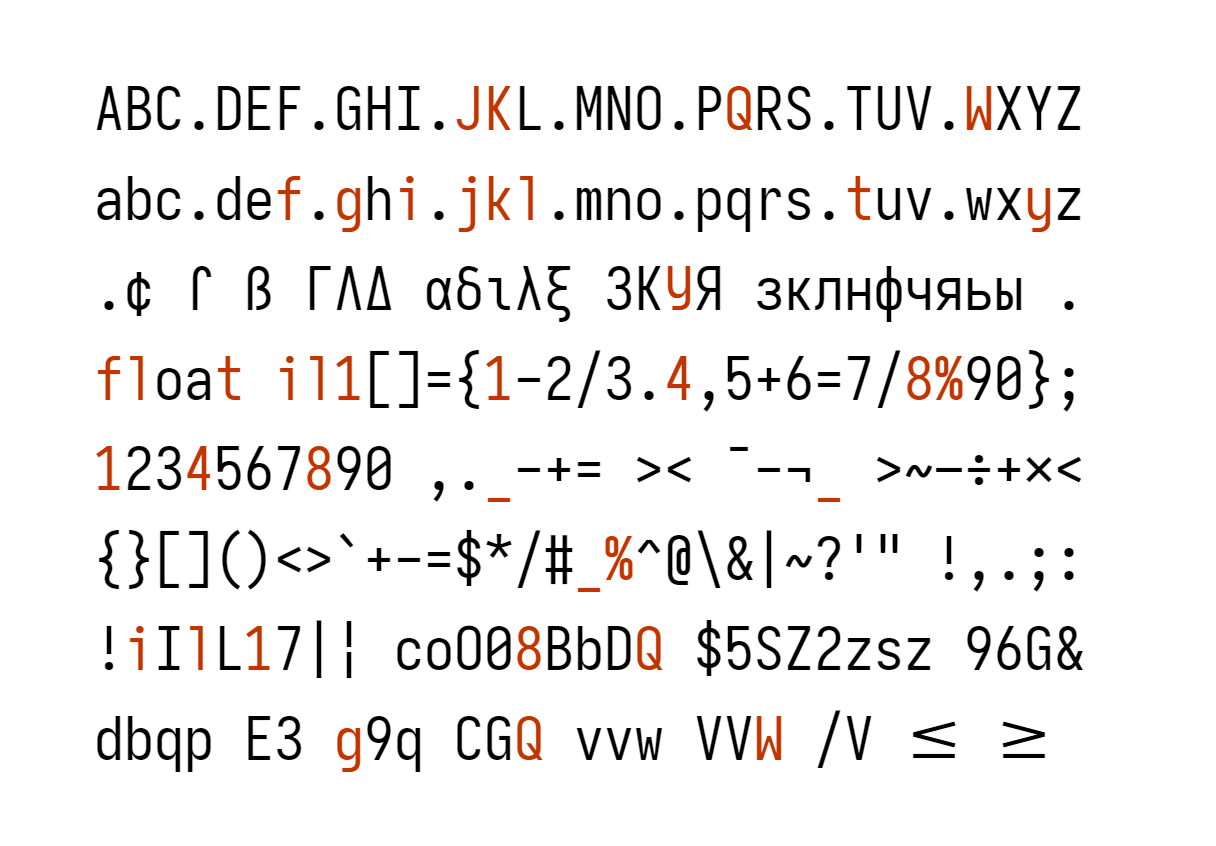 ABC.DEF.GHI.JKL.MNO.PQRS.TUV.WXYZ
abc.def.ghi.jkl.mno.pqrs.tuv.wxyz
.¢ ſ ß ΓΛΔ αδιλξ ЗКУЯ зклнфчяьы .
float il1[]={1-2/3.4,5+6=7/8%90};
1234567890 ,._-+= >< ¯-¬_ >~–÷+×<
{}[]()<>`+-=$*/#_%^@\&|~?'" !,.;:
!iIlL17|¦ coO08BbDQ $5SZ2zsz 96G&
dbqp E3 g9q CGQ vvw VVW /V ≤ ≥